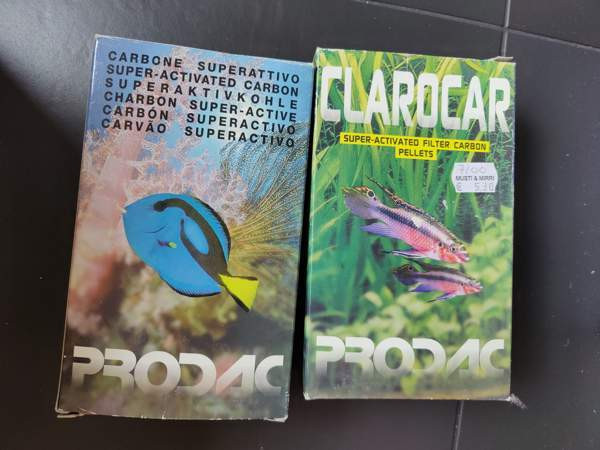 CARBONE SUPERATTIVO
SUPER-ACTIVATED CARBON
SUPERAKTIVKOHLE
CHARBON SUPER-ACTIVE
CARBÓN SUPERACTIVO
CARVÃO SUPERACTIVO
PRODAC
CLAROCAR
SUPER-ACTIVATED FILTER CARBON
PELLETS
MUSTI & MIRRI
PRODAC